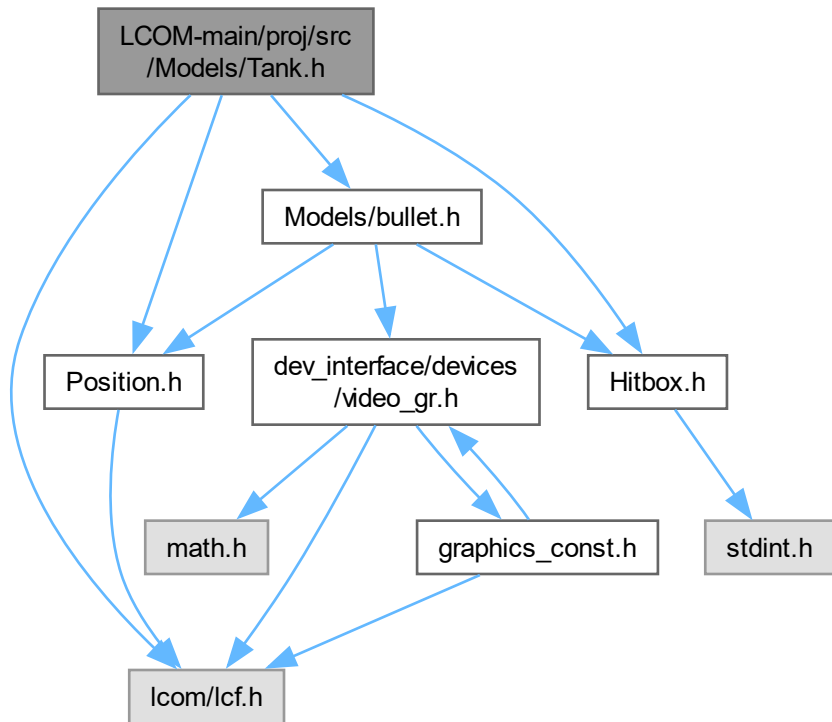 LCOM-main/proj/src
/Models/Tank.h
Models/bullet.h
Position.h
dev_interface/devices
/video_gr.h
Hitbox.h
math.h
graphics_const.h
stdint.h
lcom/lcf.h